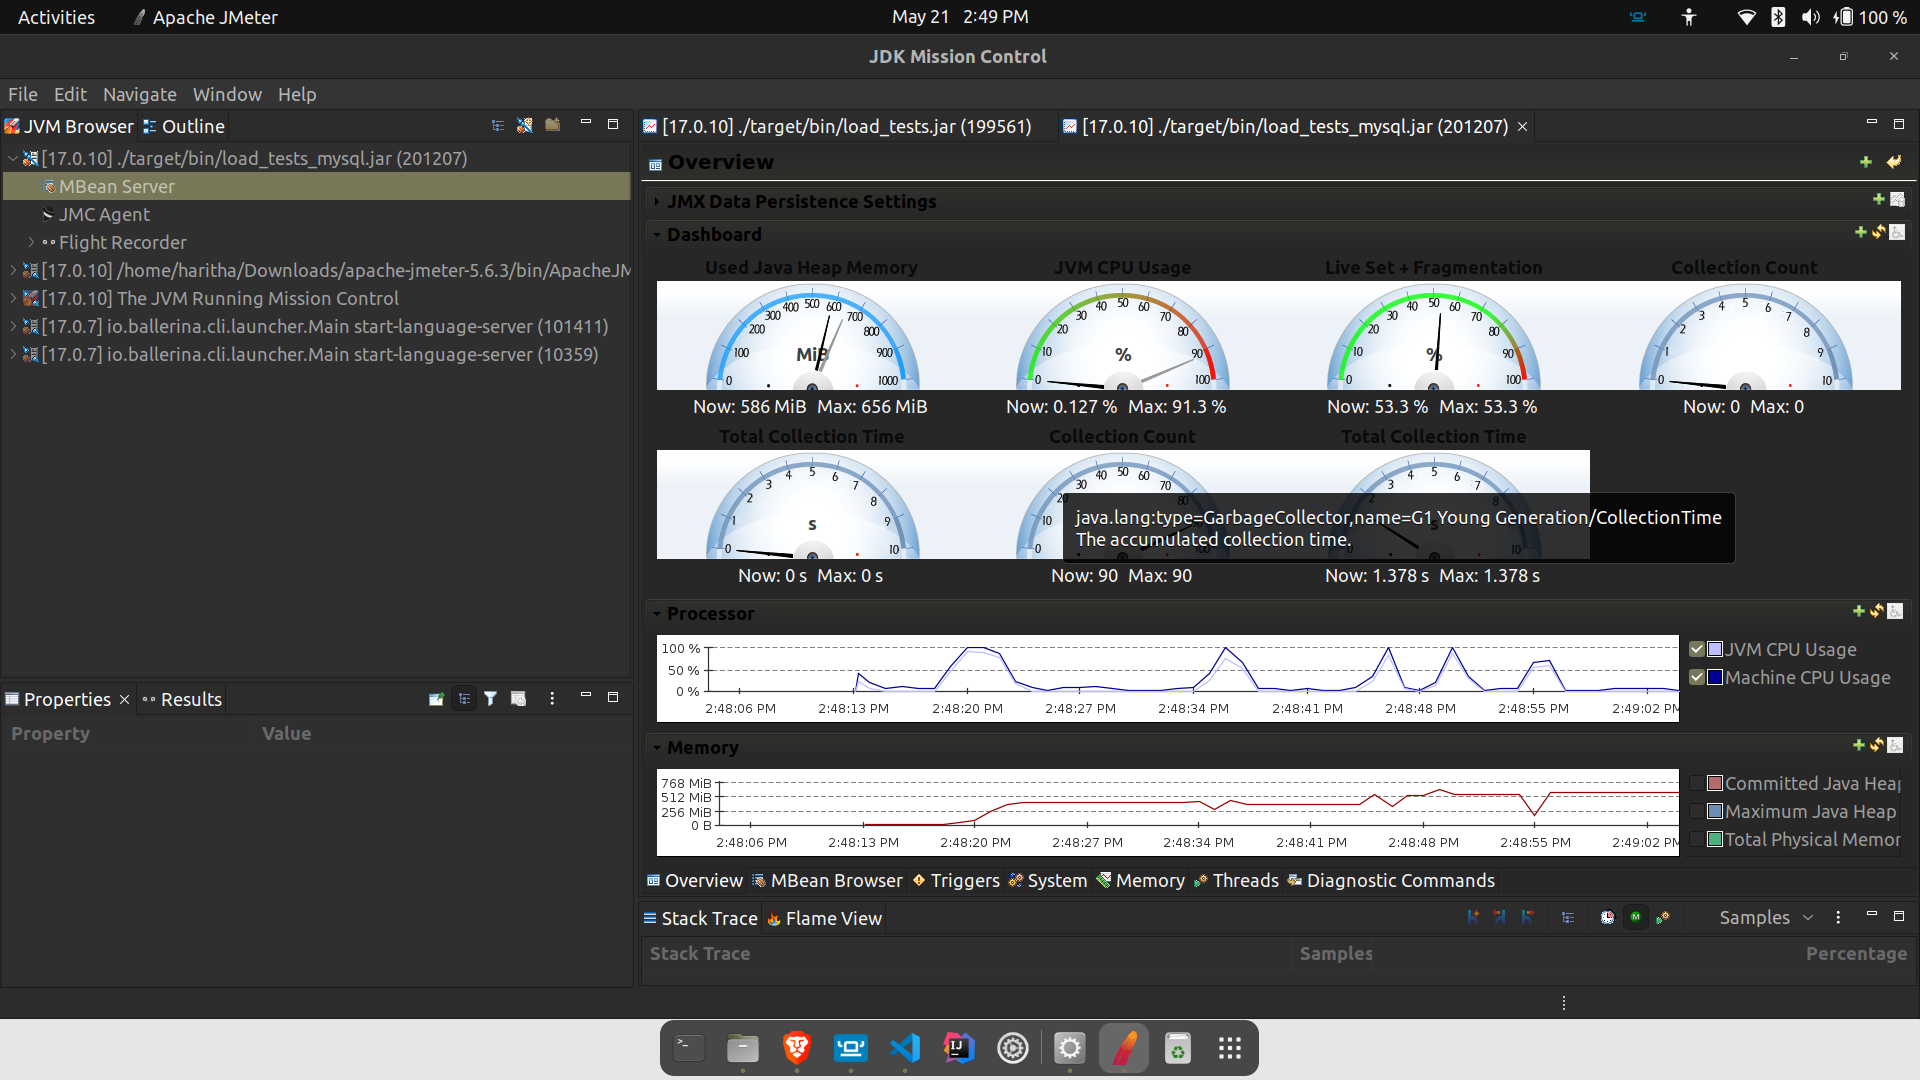 Activities
Apache JMeter
May 21 2:49 PM
100 %
JDK Mission Control
File Edit Navigate Window Help
JVM Browser
Outline
[17.0.10] ./target/bin/load_tests_mysql.jar (201207)
MBean Server
JMC Agent
Flight Recorder
[17.0.10] /home/haritha/Downloads/apache-jmeter-5.6.3/bin/ApacheJM
[17.0.10] The JVM Running Mission Control
[17.0.7] io.ballerina.cli.launcher.Main start-language-server (101411)
[17.0.7] io.ballerina.cli.launcher.Main start-language-server (10359)
Properties
Results
Property Value
[17.0.10] ./target/bin/load_tests.jar (199561)
[17.0.10] ./target/bin/load_tests_mysql.jar (201207)
Overview
JMX Data Persistence Settings
Dashboard
Used Java Heap Memory
0 100 200 300 400 500 600 700 800 900 1000
MiB
Now: 586 MiB Max: 656 MiB
JVM CPU Usage
0 10 20 30 40 50 60 70 80 90 100
%
Now: 0.127 % Max: 91.3 %
Live Set + Fragmentation
0 10 20 30 40 50 60 70 80 90 100
%
Now: 53.3 % Max: 53.3 %
Collection Count
0 1 2 3 4 5 6 7 8 9 10
Now: 0 Max: 0
Total Collection Time
0 1 2 3 4 5 6 7 8 9 10
s
Now: 0 s Max: 0 s
Collection Count
0 10 20 30 40 50 60 70 80
Now: 90 Max: 90
Total Collection Time
0 2 3 4 5 6 7 8 10
s
Now: 1.378 s Max: 1.378 s
java.lang:type=GarbageCollector,name=G1 Young Generation/CollectionTime
The accumulated collection time.
Processor
100 %
50 %
0 %
2:48:06 PM 2:48:13 PM 2:48:20 PM 2:48:27 PM 2:48:34 PM 2:48:41 PM 2:48:48 PM 2:48:55 PM 2:49:02 PM
JVM CPU Usage
Machine CPU Usage
Memory
768 MiB
512 MiB
256 MiB
0 B
2:48:06 PM 2:48:13 PM 2:48:20 PM 2:48:27 PM 2:48:34 PM 2:48:41 PM 2:48:48 PM 2:48:55 PM 2:49:02 PM
Committed Java Heap
Maximum Java Heap
Total Physical Memor
Overview MBean Browser Triggers System Memory Threads Diagnostic Commands
Stack Trace
Flame View
Samples
Stack Trace Samples Percentage